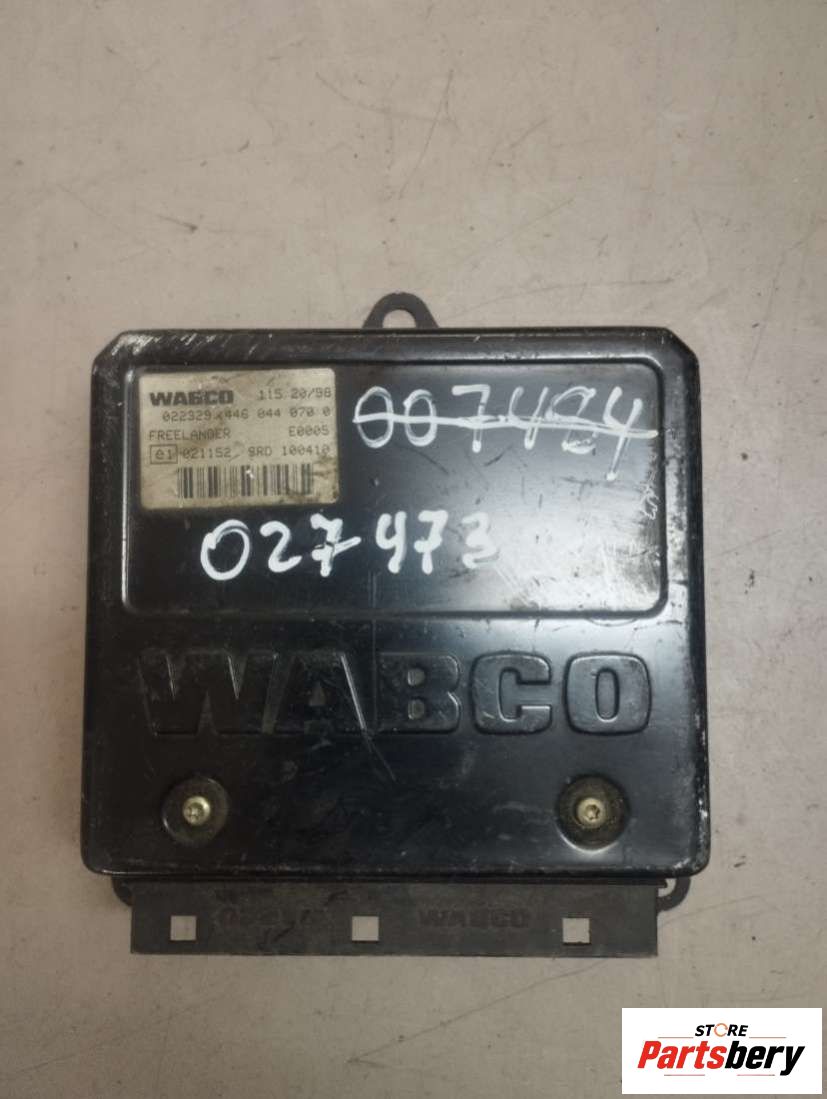 WABCO 115 20/98
022329 446 044 070 0
FREELANDER E0005
e1 021152 SRD 100410
007484
027473
WABCO
WABCO
STORE
Partsbery